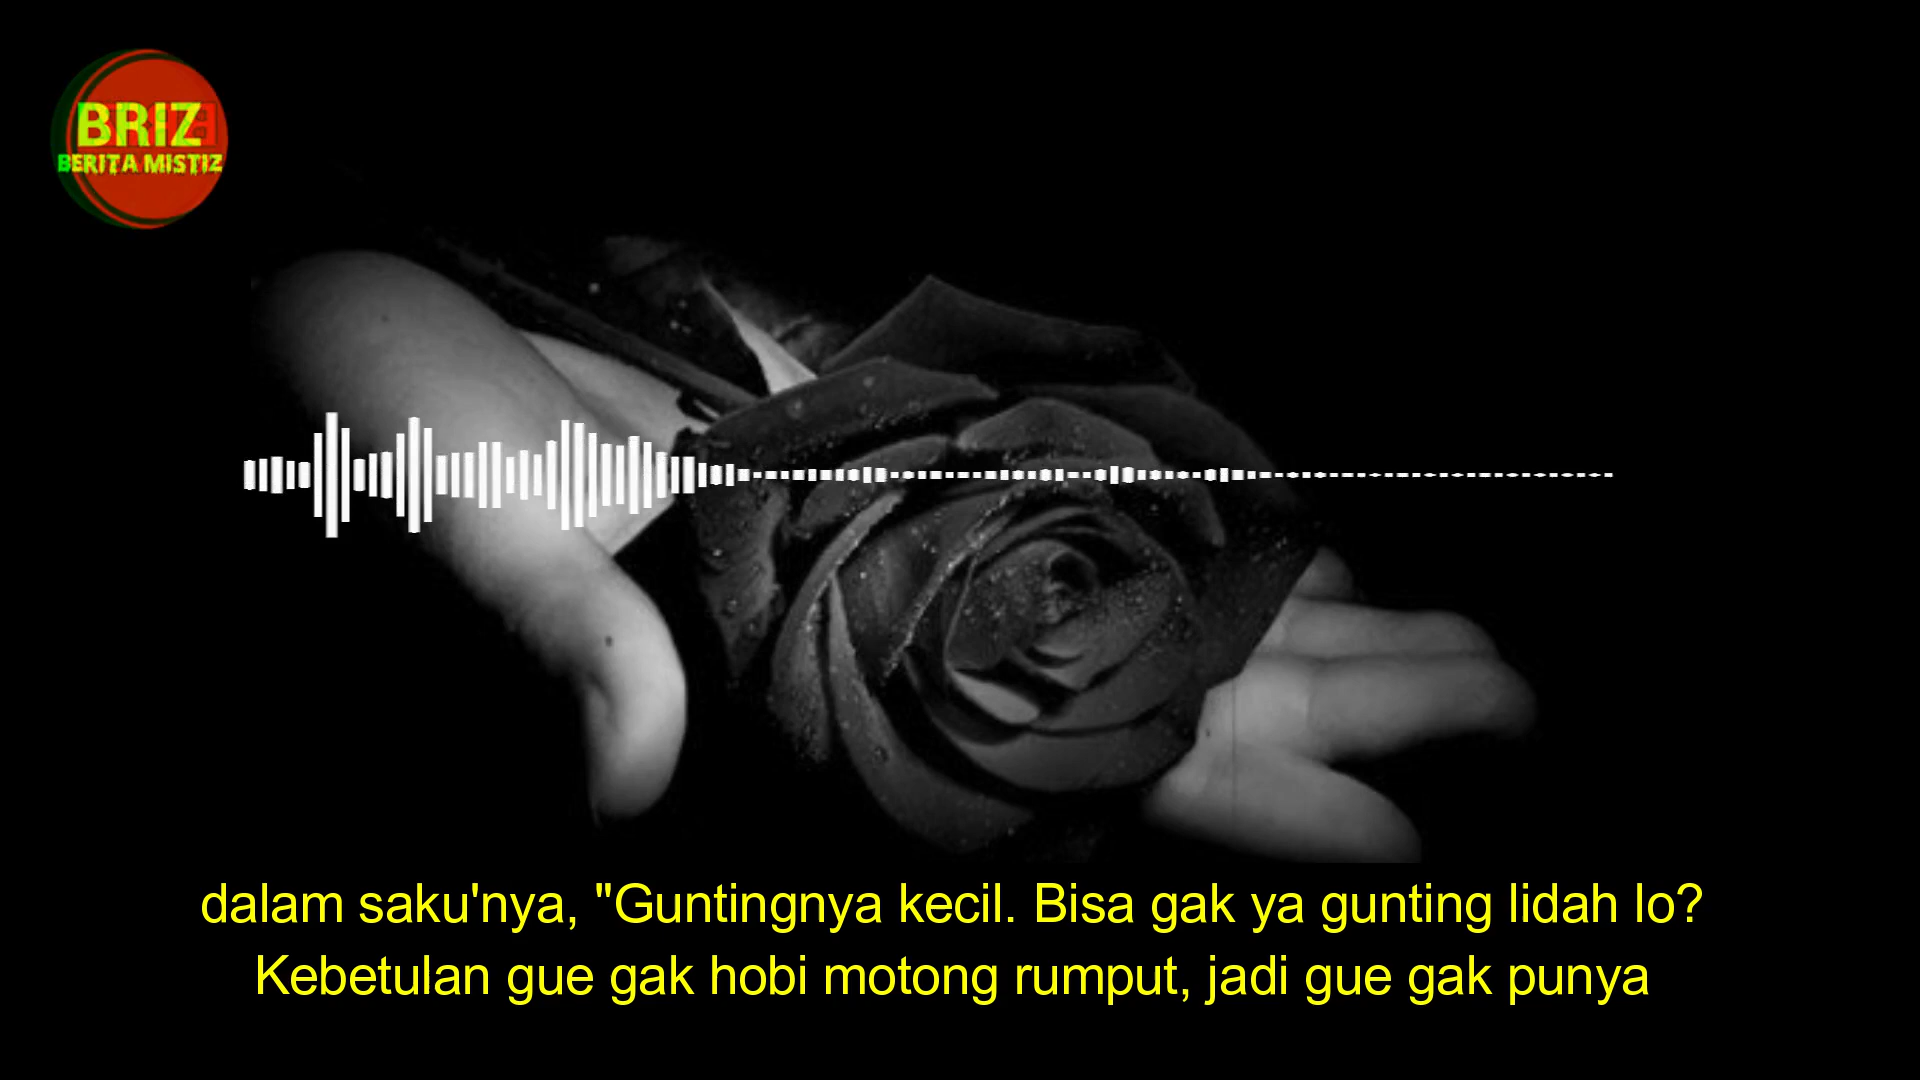 BRIZ
BERITA MISTIZ
dalam saku'nya, "Guntingnya kecil. Bisa gak ya gunting lidah lo?
Kebetulan gue gak hobi motong rumput, jadi gue gak punya